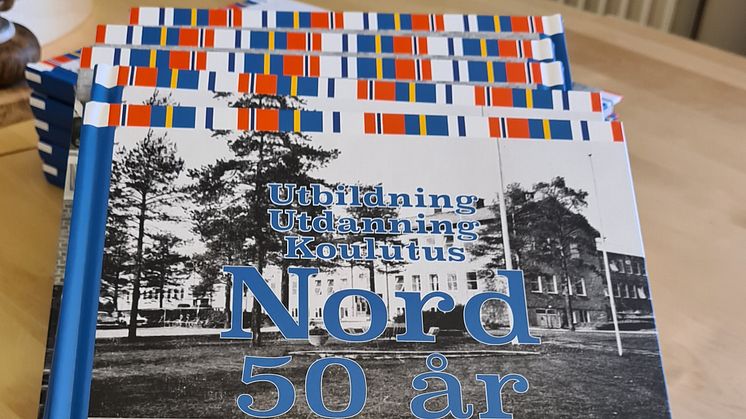 Utbildning
Utdanning
Koulutus
Nord
50 år